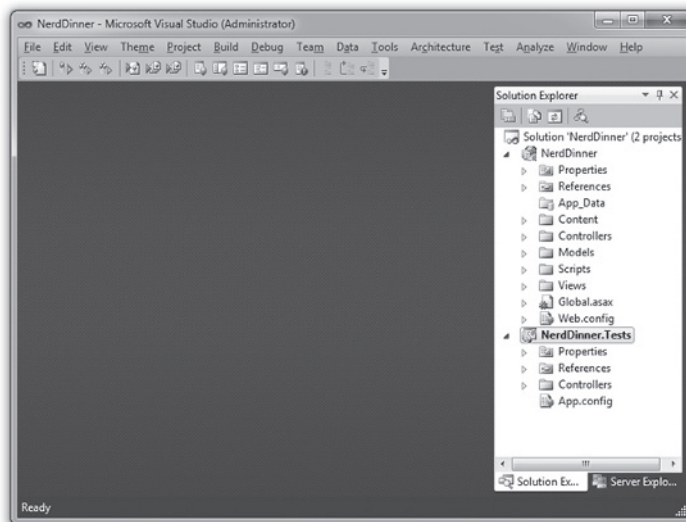 NerdDinner - Microsoft Visual Studio (Administrator)
File Edit View Theme Project Build Debug Team Data Tools Architecture Test Analyze Window Help
Solution Explorer
Solution 'NerdDinner' (2 projects
NerdDinner
Properties
References
App_Data
Content
Controllers
Models
Scripts
Views
Global.asax
Web.config
NerdDinner.Tests
Properties
References
Controllers
App.config
Solution Ex... Server Explo...
Ready